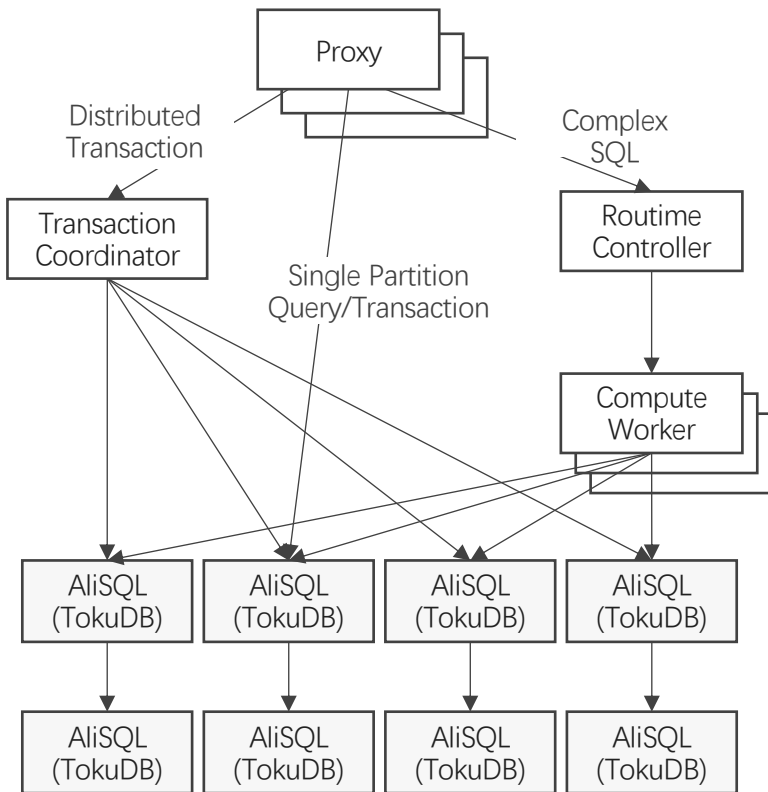 Proxy
Distributed
Transaction
Complex
SQL
Transaction
Coordinator
Routime
Controller
Single Partition
Query/Transaction
Compute
Worker
AliSQL
(TokuDB)
AliSQL
(TokuDB)
AliSQL
(TokuDB)
AliSQL
(TokuDB)
AliSQL
(TokuDB)
AliSQL
(TokuDB)
AliSQL
(TokuDB)
AliSQL
(TokuDB)